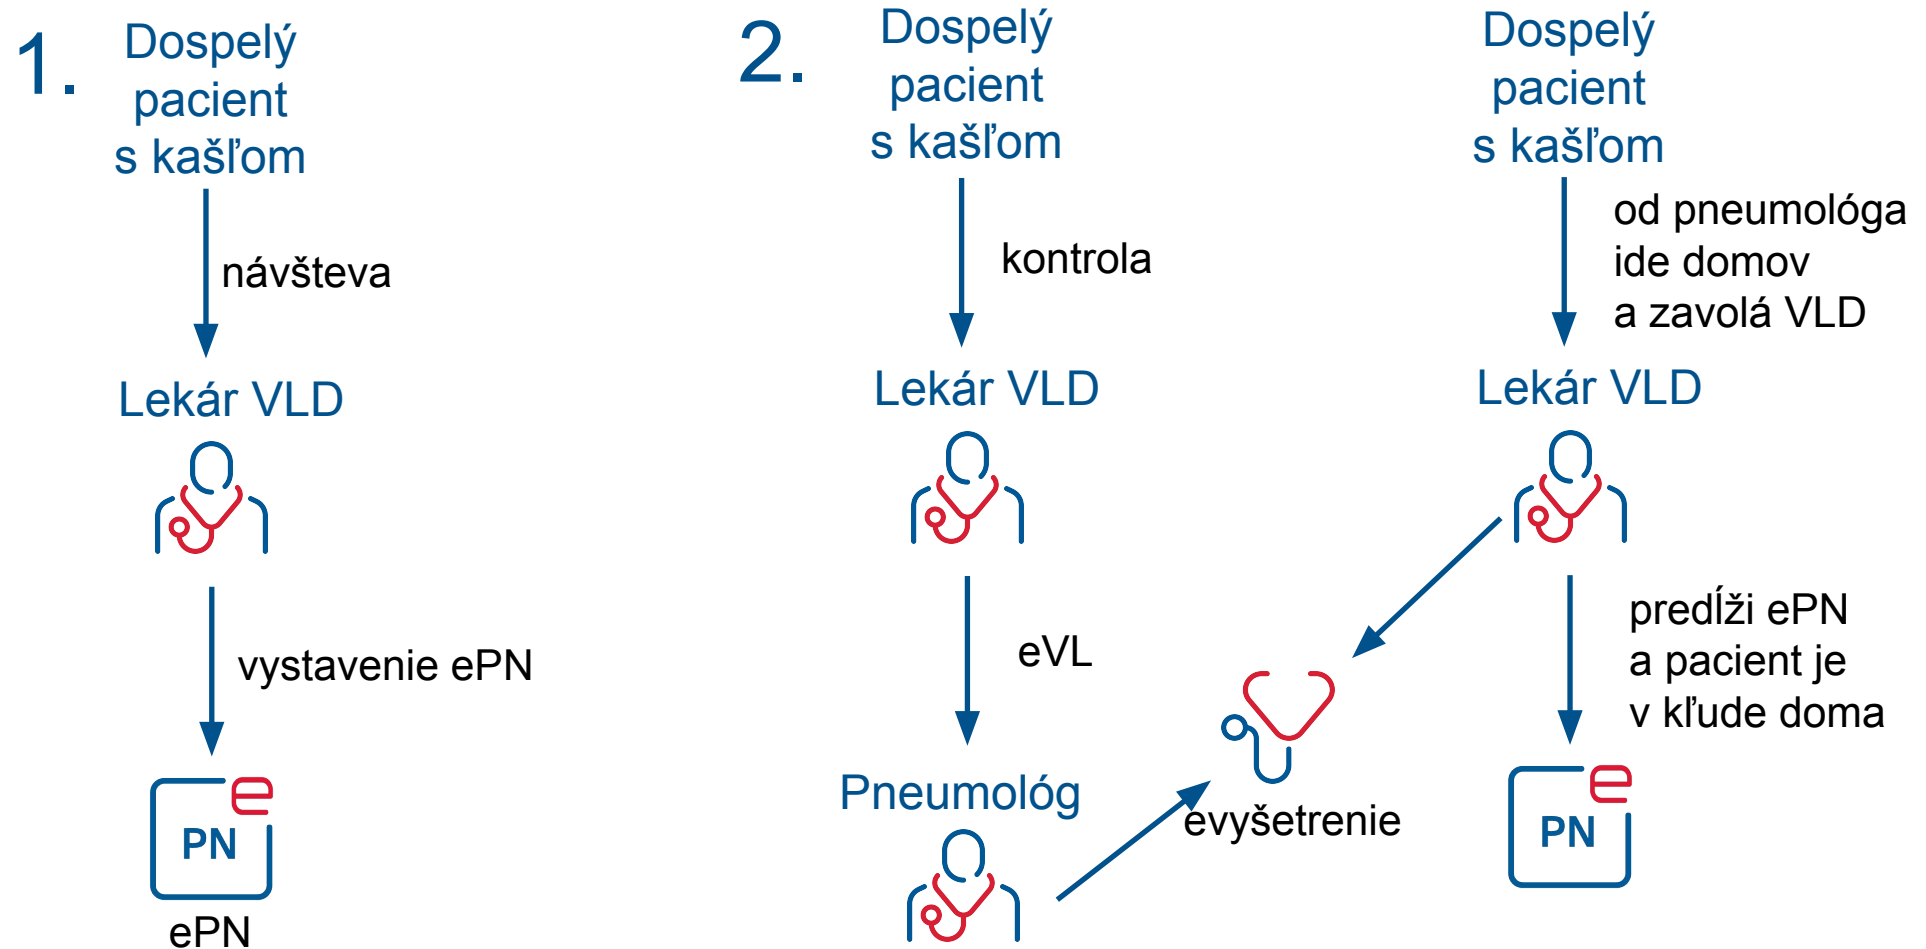 1.
Dospelý
pacient
s kašľom
návšteva
Lekár VLD
vystavenie ePN
e
PN
ePN
2.
Dospelý
pacient
s kašľom
kontrola
Lekár VLD
eVL
Pneumológ
evyšetrenie
Dospelý
pacient
s kašľom
od pneumológa
ide domov
a zavolá VLD
Lekár VLD
predĺži ePN
a pacient je
v kľude doma
e
PN